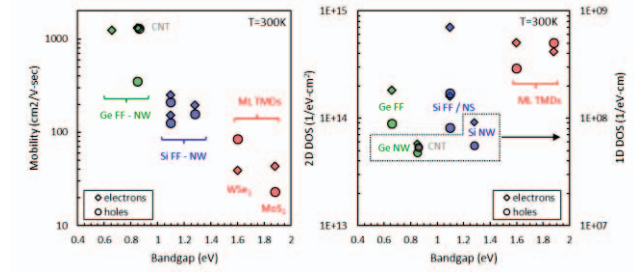 T=300K
1000
100
10
Mobility (cm2/V-sec)
CNT
Ge FF - NW
Si FF - NW
ML TMDs
WSe2
MoS2
electrons
holes
0.4 0.6 0.8 1 1.2 1.4 1.6 1.8 2
Bandgap (eV)
T=300K
1E+15
1E+14
1E+13
2D DOS (1/eV-cm²)
1E+09
1E+08
1E+07
1D DOS (1/eV-cm)
Ge FF
Si FF / NS
ML TMDs
Si NW
Ge NW
CNT
electrons
holes
0.4 0.6 0.8 1 1.2 1.4 1.6 1.8 2
Bandgap (eV)